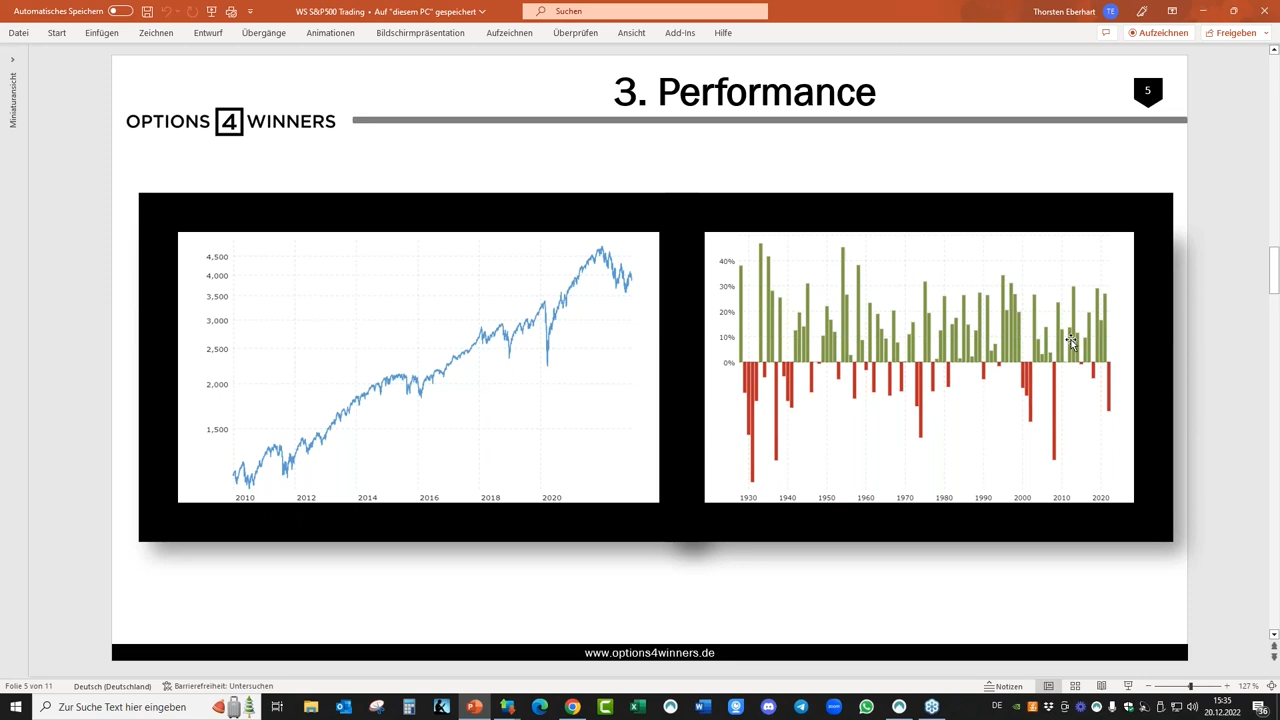 Automatisches Speichern
WS S&P500 Trading • Auf "diesem PC" gespeichert
Suchen
Thorsten Eberhart
TE
Datei Start Einfügen Zeichnen Entwurf Übergänge Animationen Bildschirmpräsentation Aufzeichnen Überprüfen Ansicht Add-Ins Hilfe
Aufzeichnen
Freigeben
Miniaturansicht
3. Performance
5
OPTIONS 4 WINNERS
4,500
4,000
3,500
3,000
2,500
2,000
1,500
2010 2012 2014 2016 2018 2020
40%
30%
20%
10%
0%
1930 1940 1950 1960 1970 1980 1990 2000 2010 2020
www.options4winners.de
Folie 5 von 11 Deutsch (Deutschland) Barrierefreiheit: Untersuchen
Notizen
127 %
Zur Suche Text hier eingeben
DE
15:35
20.12.2022
36